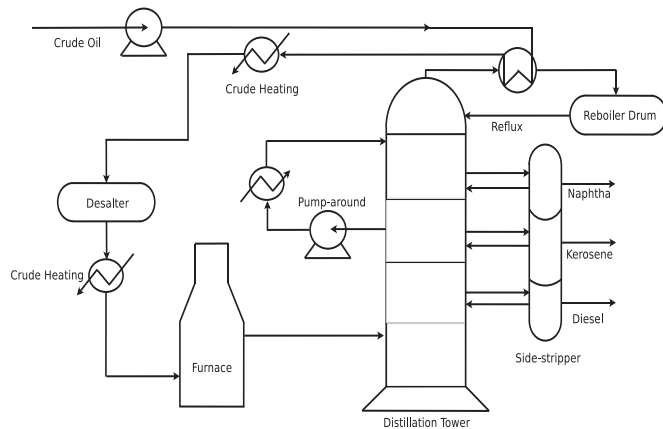 Crude Oil
Crude Heating
Reboiler Drum
Reflux
Desalter
Pump-around
Naphtha
Kerosene
Crude Heating
Diesel
Furnace
Side-stripper
Distillation Tower